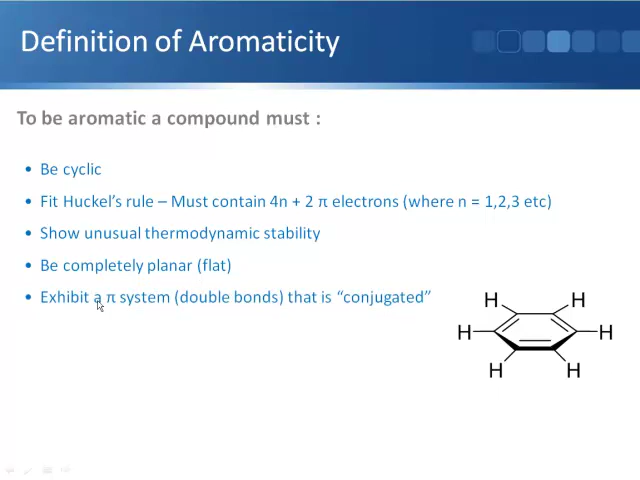 Definition of Aromaticity
To be aromatic a compound must :
• Be cyclic
• Fit Huckel's rule – Must contain 4n + 2 π electrons (where n = 1,2,3 etc)
• Show unusual thermodynamic stability
• Be completely planar (flat)
• Exhibit a π system (double bonds) that is “conjugated”
H H
H H
H H